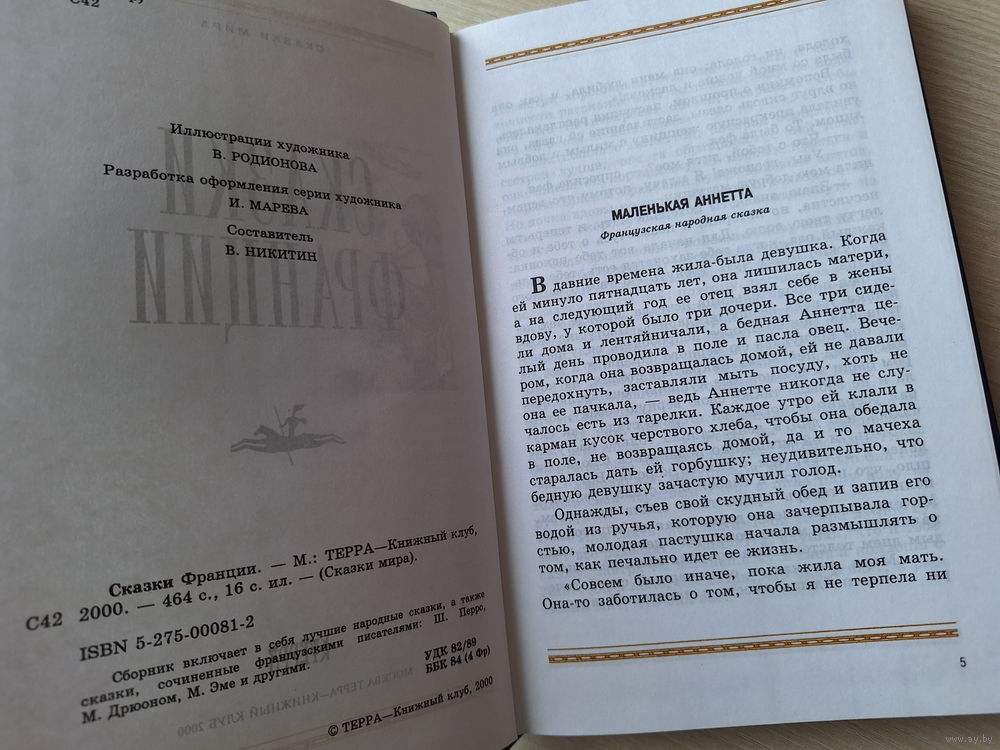 С42
Иллюстрации художника
В. РОДИОНОВА
Разработка оформления серии художника
И. МАРЕВА
Составитель
В. НИКИТИН
Сказки Франции. — М.: ТЕРРА—Книжный клуб,
С42 2000. — 464 с., 16 с. ил. — (Сказки мира).
ISBN 5-275-00081-2
Сборник включает в себя лучшие народные сказки, а также
сказки, сочиненные французскими писателями: Ш. Перро,
М. Дрюоном, М. Эме и другими.
УДК 82/89
ББК 84 (4 Фр)
© ТЕРРА—Книжный клуб, 2000
МАЛЕНЬКАЯ АННЕТТА
Французская народная сказка
В давние времена жила-была девушка. Когда
ей минуло пятнадцать лет, она лишилась матери,
а на следующий год ее отец взял себе в жены
вдову, у которой было три дочери. Все три сиде-
ли дома и лентяйничали, а бедная Аннетта це-
лый день проводила в поле и пасла овец. Вече-
ром, когда она возвращалась домой, ей не давали
передохнуть, заставляли мыть посуду, хоть не
она ее пачкала, — ведь Аннетте никогда не слу-
чалось есть из тарелки. Каждое утро ей клали в
карман кусок черствого хлеба, чтобы она обедала
в поле, не возвращаясь домой, да и то мачеха
старалась дать ей горбушку; неудивительно, что
бедную девушку зачастую мучил голод.
Однажды, съев свой скудный обед и запив его
водой из ручья, которую она зачерпывала гор-
стью, молодая пастушка начала размышлять о
том, как печально идет ее жизнь.
«Совсем было иначе, пока жила моя мать.
Она-то заботилась о том, чтобы я не терпела ни
5
www.ay.by